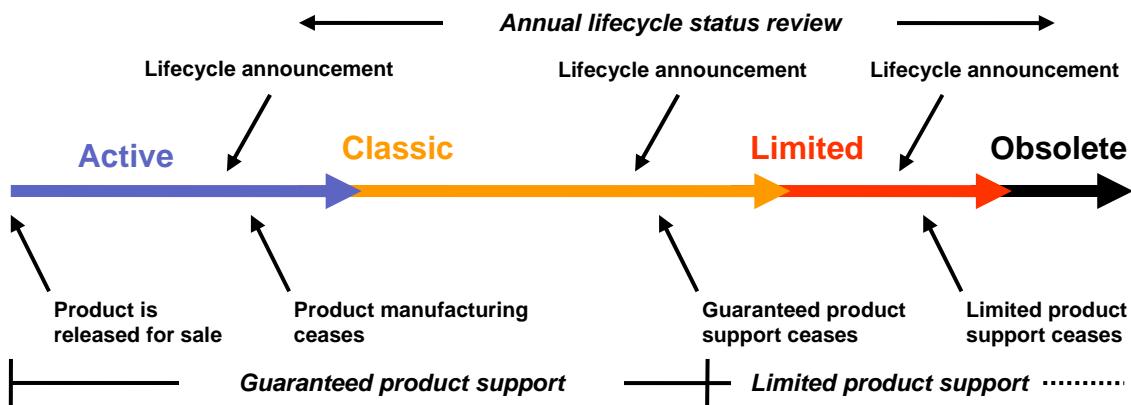 Annual lifecycle status review
Lifecycle announcement
Lifecycle announcement
Lifecycle announcement
Active
Classic
Limited
Obsolete
Product is
released for sale
Product manufacturing
ceases
Guaranteed product
support ceases
Limited product
support ceases
Guaranteed product support
Limited product support